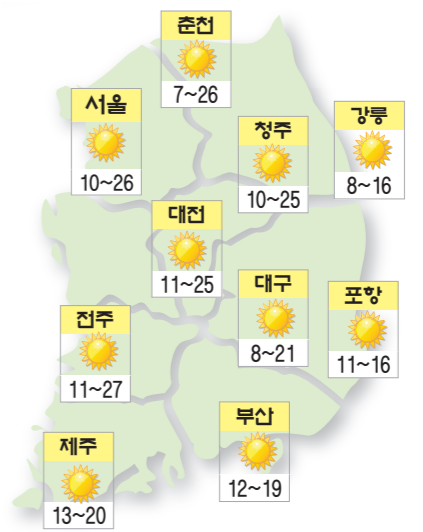 춘천
7~26
서울
10~26
청주
10~25
강릉
8~16
대전
11~25
대구
8~21
포항
11~16
전주
11~27
부산
12~19
제주
13~20